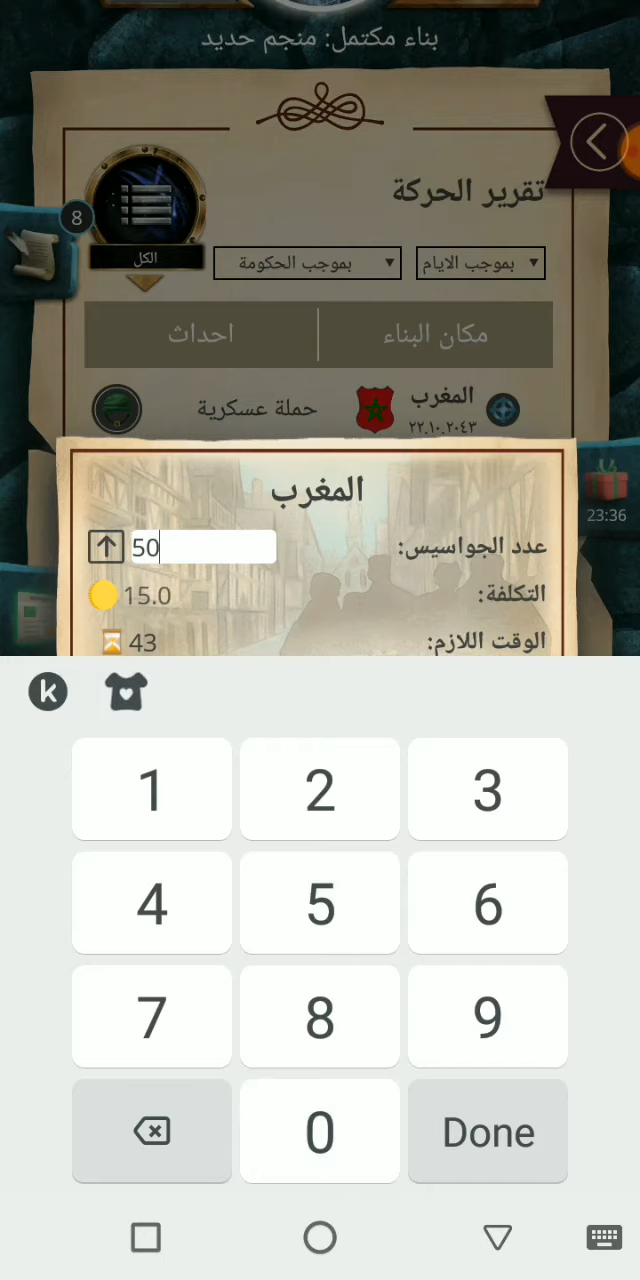 بناء مكتمل: منجم حديد
تقرير الحركة
8
الكل
بموجب الحكومة
بموجب الايام
مكان البناء
احداث
المغرب
حملة عسكرية
٢٢.١٠.٢٠٤٣
المغرب
عدد الجواسيس:
50
التكلفة:
15.0
الوقت اللازم:
43
23:36
k
1 2 3
4 5 6
7 8 9
0 Done